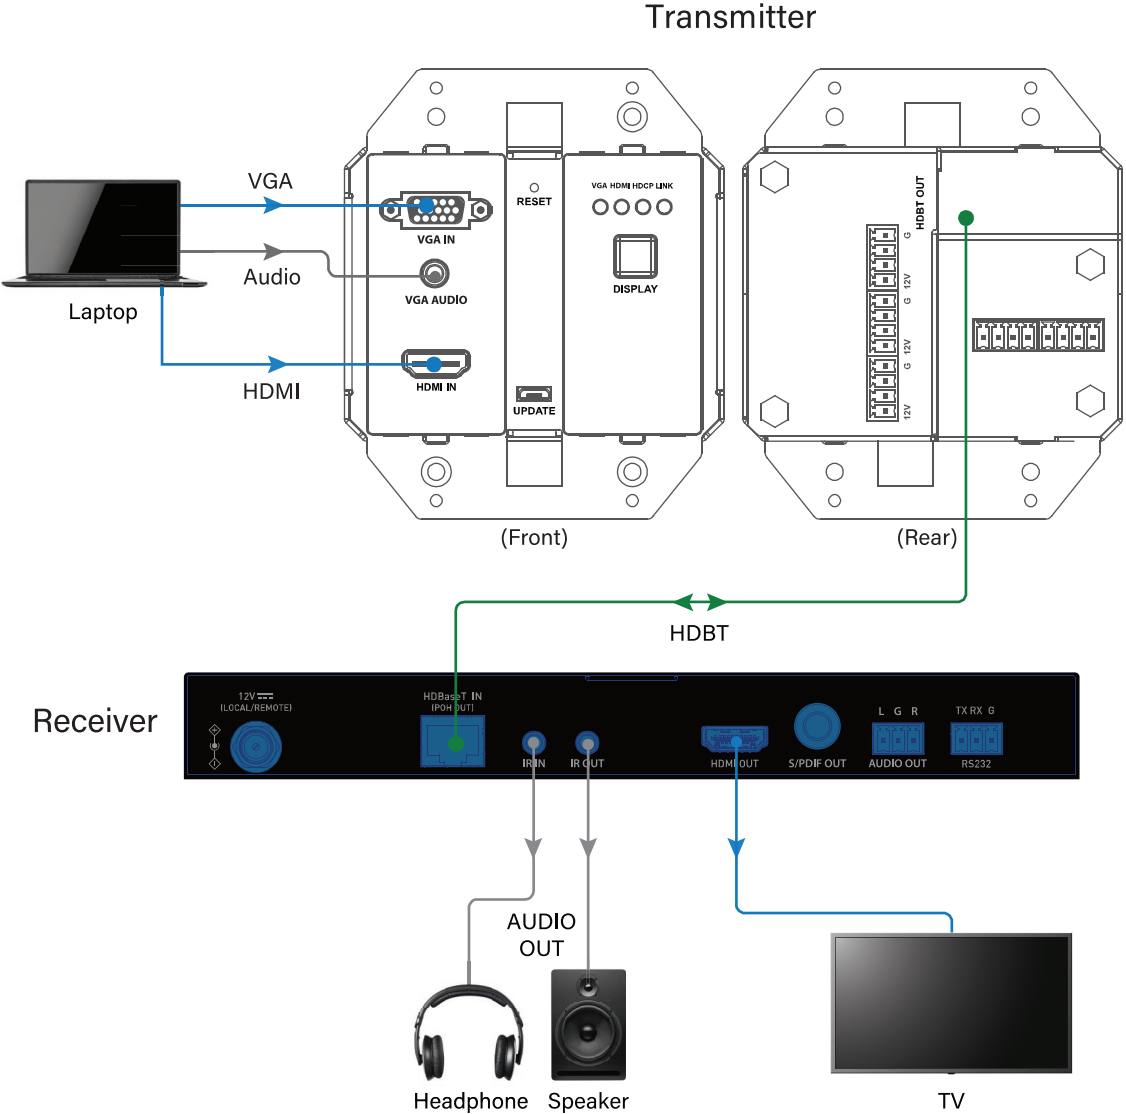 Transmitter
VGA
Audio
Laptop
HDMI
VGA IN
VGA AUDIO
HDMI IN
RESET
UPDATE
VGA HDMI HDCP LINK
DISPLAY
(Front)
HDBT OUT
G
12V
G
12V
G
12V
(Rear)
HDBT
Receiver
12V
(LOCAL/REMOTE)
HDBaseT IN
(POH OUT)
IR IN
IR OUT
HDMI OUT
S/PDIF OUT
L G R
AUDIO OUT
TX RX G
RS232
AUDIO
OUT
Headphone
Speaker
TV